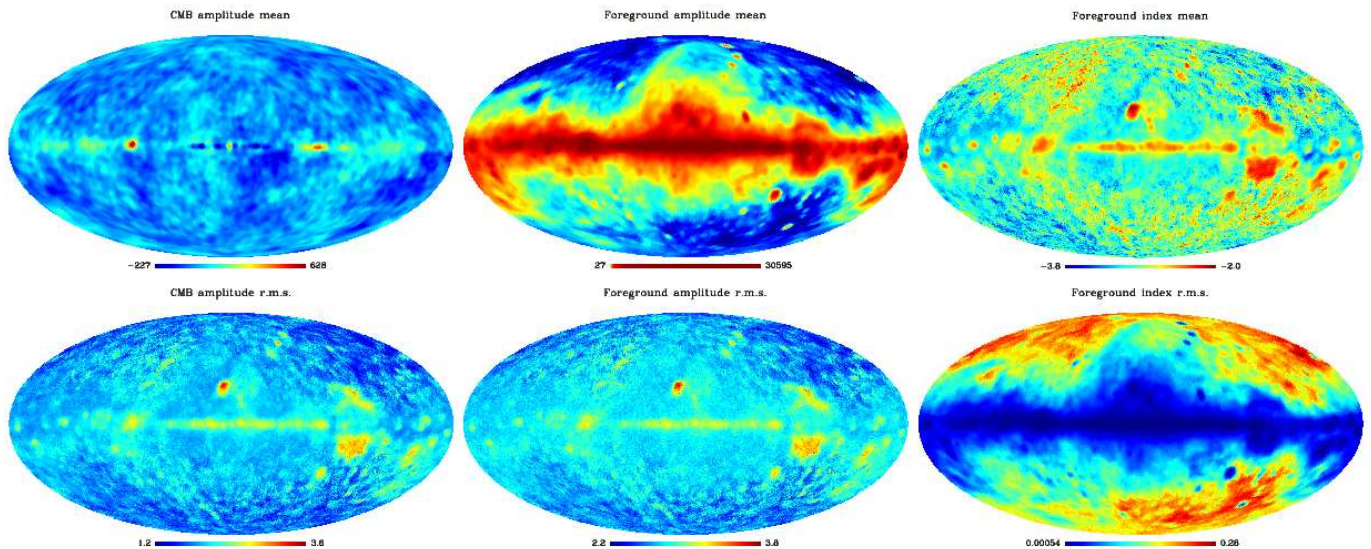 CMB amplitude mean
Foreground amplitude mean
Foreground index mean
−227 628
27 30595
−3.8 −2.0
CMB amplitude r.m.s.
Foreground amplitude r.m.s.
Foreground index r.m.s.
1.2 3.6
2.2 3.8
0.00054 0.28